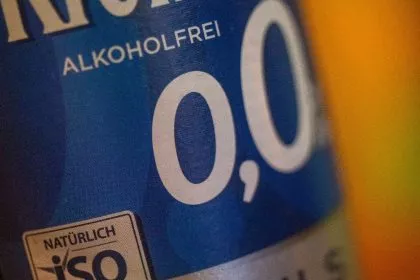 ALKOHOLFREI
0,0
NATÜRLICH
iSO